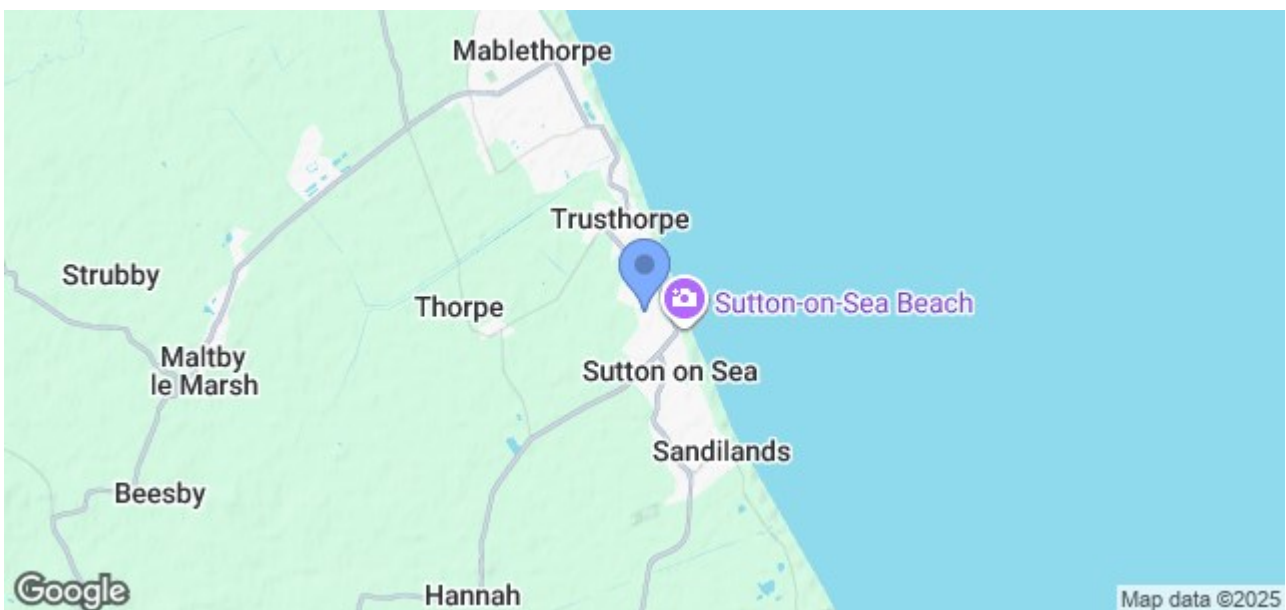 Mablethorpe
Trusthorpe
Strubby
Thorpe
Sutton-on-Sea Beach
Maltby
le Marsh
Sutton on Sea
Sandilands
Beesby
Hannah
Google
Map data ©2025